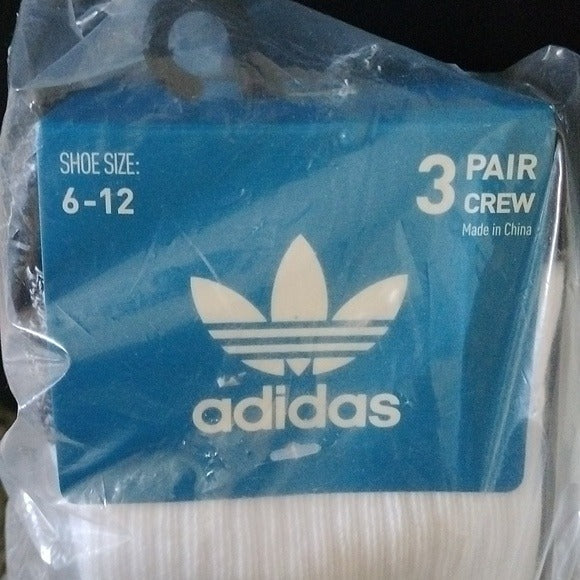 SHOE SIZE:
6-12
3 PAIR
CREW
Made in China
adidas